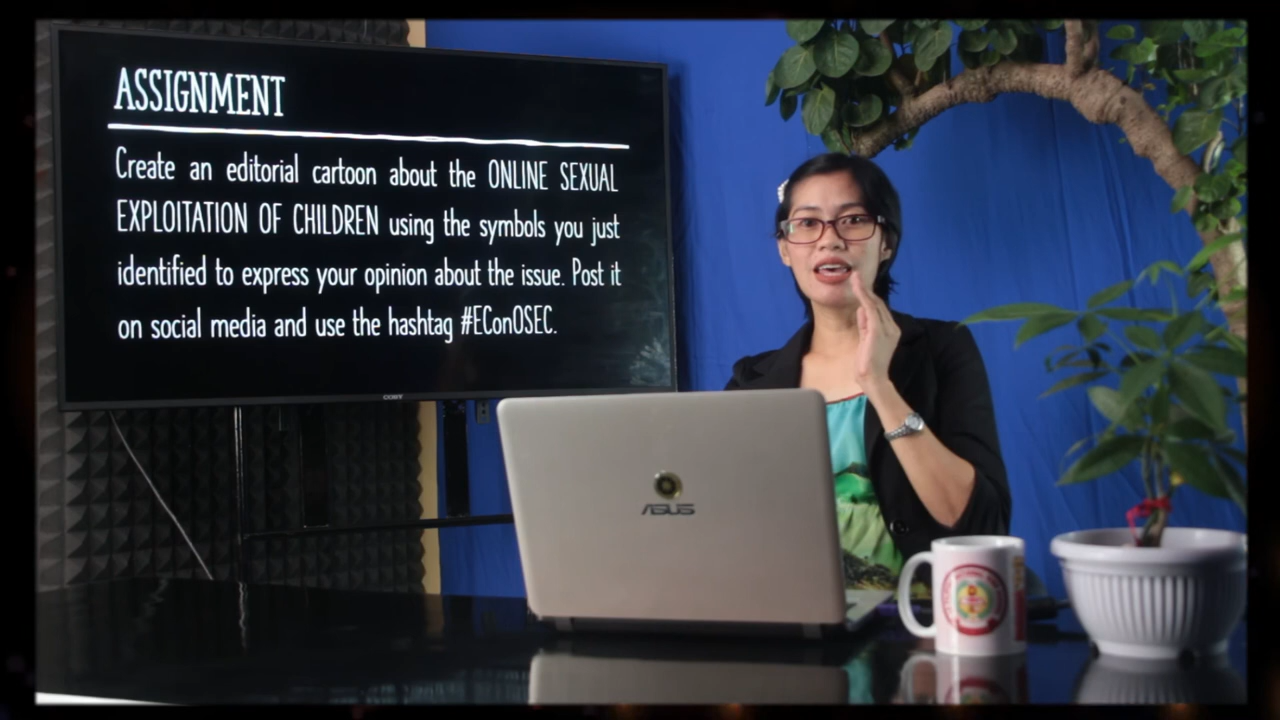 ASSIGNMENT
Create an editorial cartoon about the ONLINE SEXUAL
EXPLOITATION OF CHILDREN using the symbols you just
identified to express your opinion about the issue. Post it
on social media and use the hashtag #EConOSEC.
ASUS